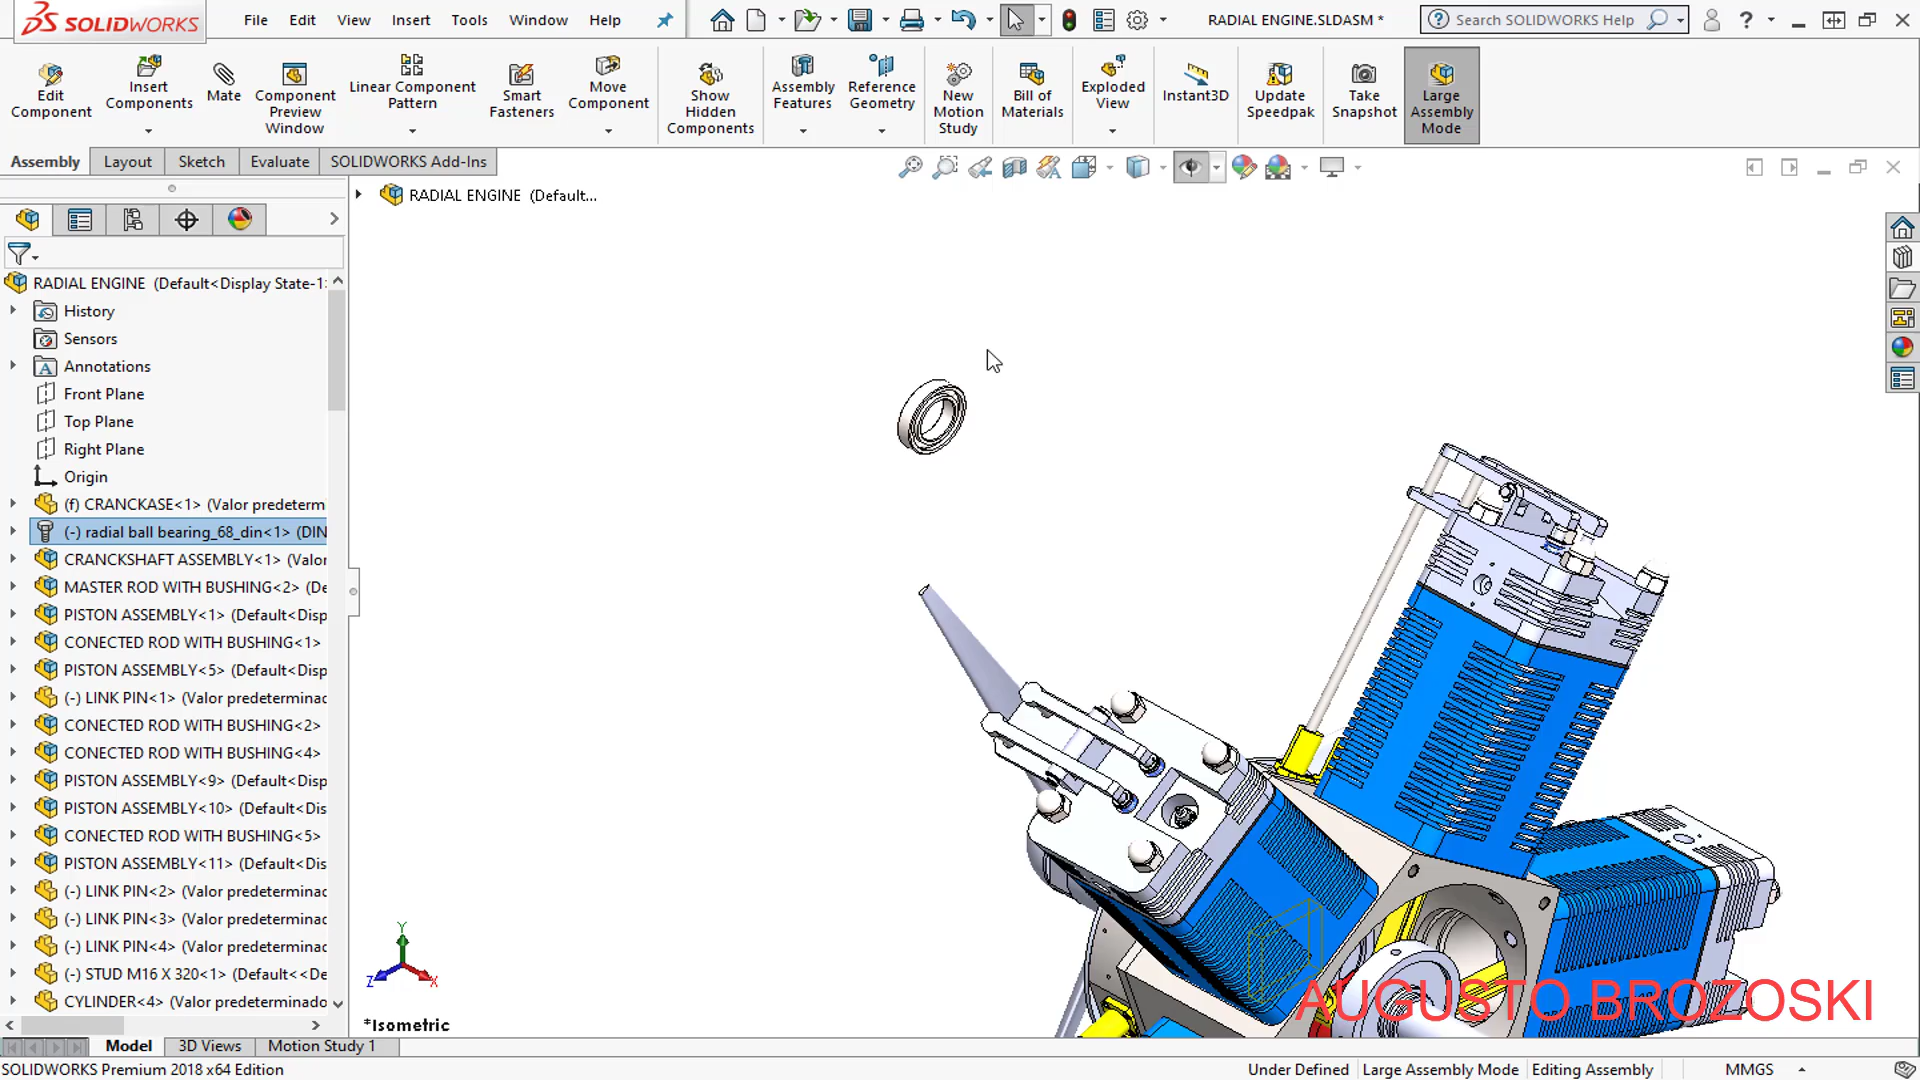 SOLIDWORKS
File Edit View Insert Tools Window Help
RADIAL ENGINE.SLDASM *
Search SOLIDWORKS Help
Edit Component
Insert Components
Mate
Component Preview Window
Linear Component Pattern
Smart Fasteners
Move Component
Show Hidden Components
Assembly Features
Reference Geometry
New Motion Study
Bill of Materials
Exploded View
Instant3D
Update Speedpak
Take Snapshot
Large Assembly Mode
Assembly Layout Sketch Evaluate SOLIDWORKS Add-Ins
RADIAL ENGINE (Default...
RADIAL ENGINE (Default<Display State-1
History
Sensors
Annotations
Front Plane
Top Plane
Right Plane
Origin
(f) CRANCKASE<1> (Valor predeterm
(-) radial ball bearing_68_din<1> (DIN
CRANCKSHAFT ASSEMBLY<1> (Valor
MASTER ROD WITH BUSHING<2> (De
PISTON ASSEMBLY<1> (Default<Disp
CONECTED ROD WITH BUSHING<1>
PISTON ASSEMBLY<5> (Default<Disp
(-) LINK PIN<1> (Valor predeterminad
CONECTED ROD WITH BUSHING<2>
CONECTED ROD WITH BUSHING<4>
PISTON ASSEMBLY<9> (Default<Disp
PISTON ASSEMBLY<10> (Default<Dis
CONECTED ROD WITH BUSHING<5>
PISTON ASSEMBLY<11> (Default<Dis
(-) LINK PIN<2> (Valor predeterminad
(-) LINK PIN<3> (Valor predeterminad
(-) LINK PIN<4> (Valor predeterminad
(-) STUD M16 X 320<1> (Default<<De
CYLINDER<4> (Valor predeterminado
Y
Z X
*Isometric
AUGUSTO BROZOSKI
Model 3D Views Motion Study 1
SOLIDWORKS Premium 2018 x64 Edition
Under Defined Large Assembly Mode Editing Assembly MMGS